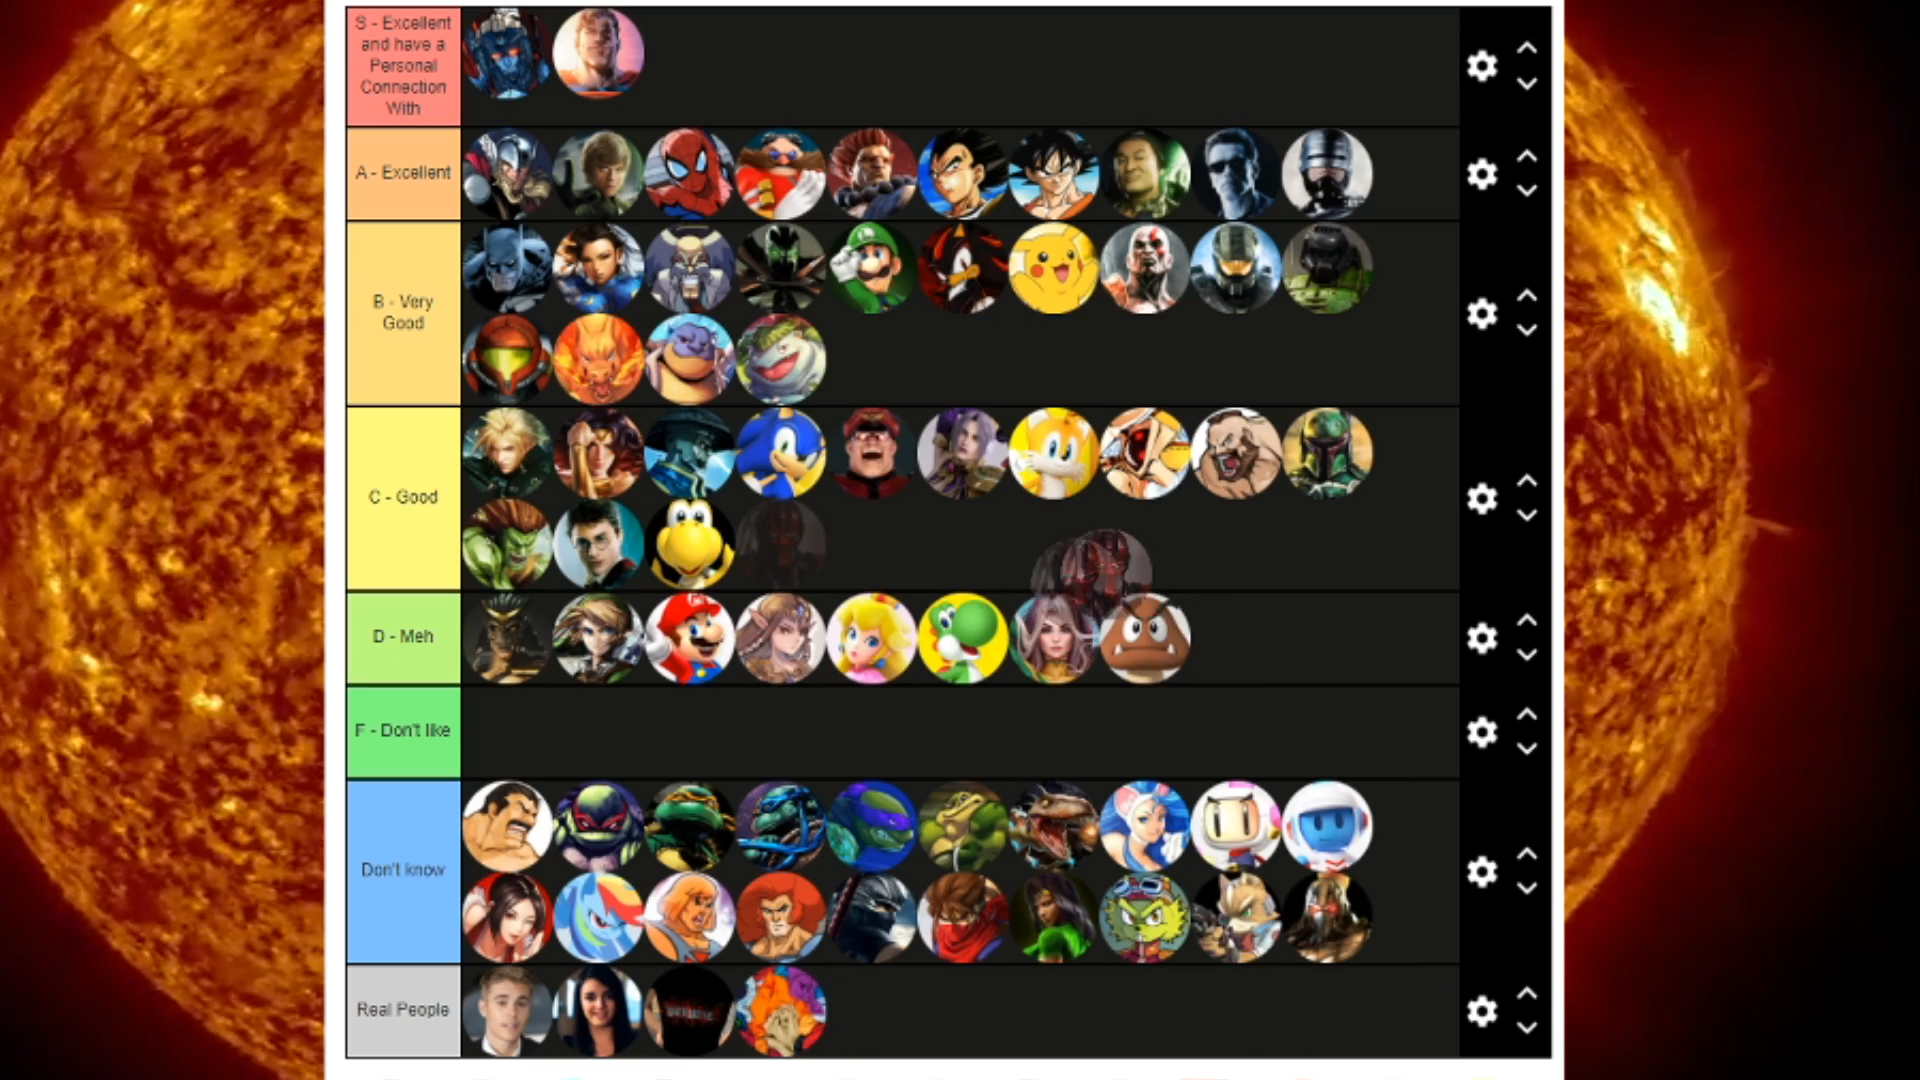 S - Excellent
and have a
Personal
Connection
With
A - Excellent
B - Very
Good
C - Good
D - Meh
F - Don't like
Don't know
Real People